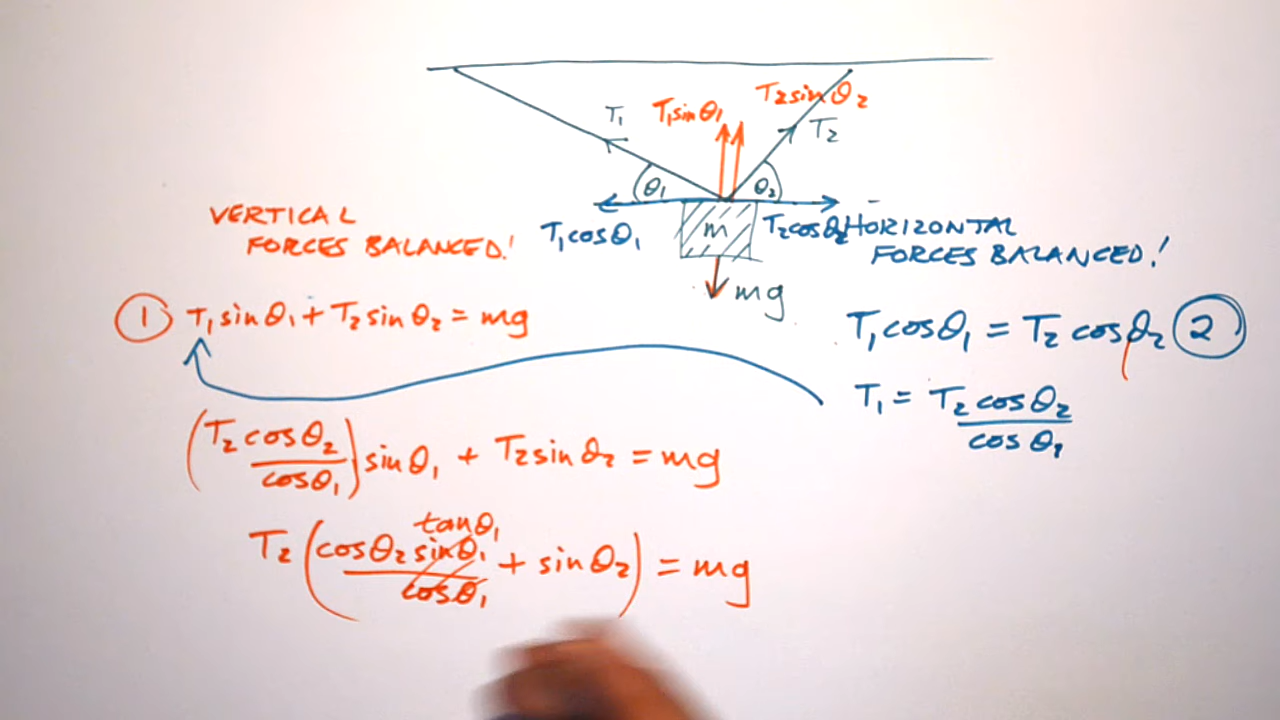 T₂sinθ₂
T₁
T₁sinθ₁
T₂
θ₁
θ₂
VERTICAL
FORCES BALANCED!
T₁cosθ₁
m
T₂cosθ₂
HORIZONTAL
FORCES BALANCED!
mg
① T₁sinθ₁ + T₂sinθ₂ = mg
T₁cosθ₁ = T₂cosθ₂ ②
T₁ = T₂cosθ₂ / cosθ₁
(T₂cosθ₂ / cosθ₁) sinθ₁ + T₂sinθ₂ = mg
tanθ₁
T₂(cosθ₂ sinθ₁ / cosθ₁ + sinθ₂) = mg